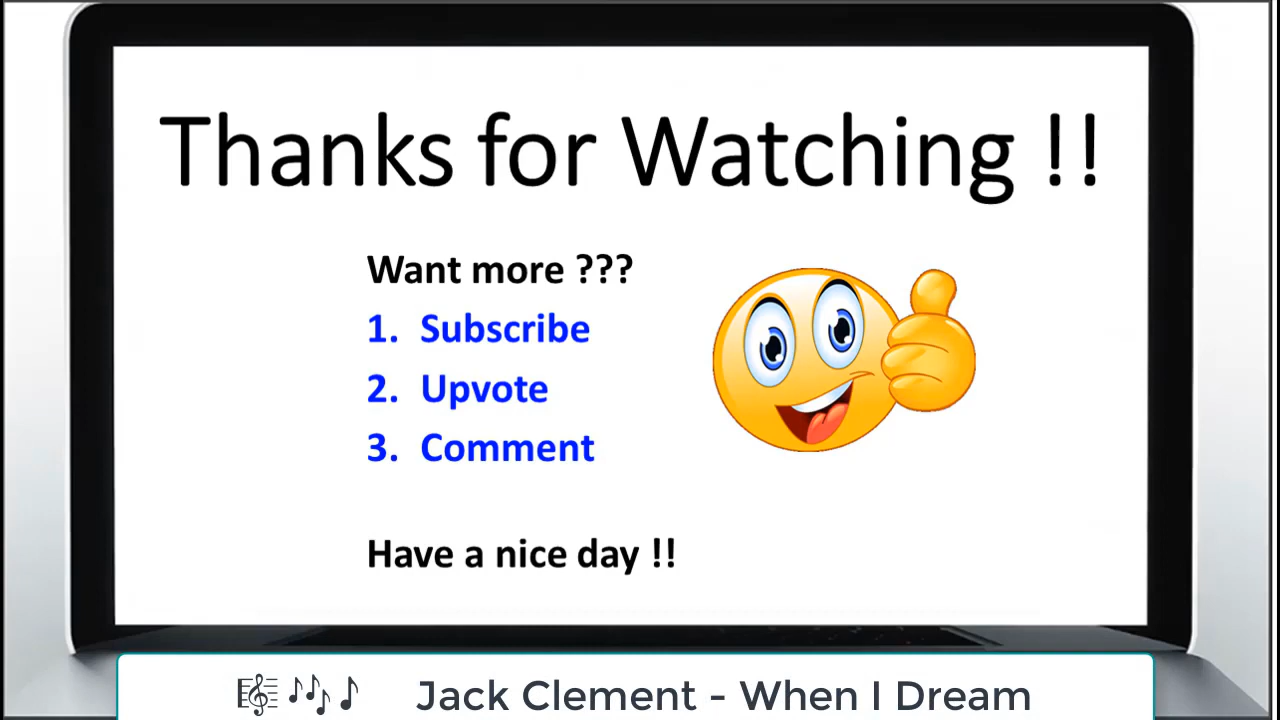 Thanks for Watching !!
Want more ???
1. Subscribe
2. Upvote
3. Comment
Have a nice day !!
Jack Clement - When I Dream